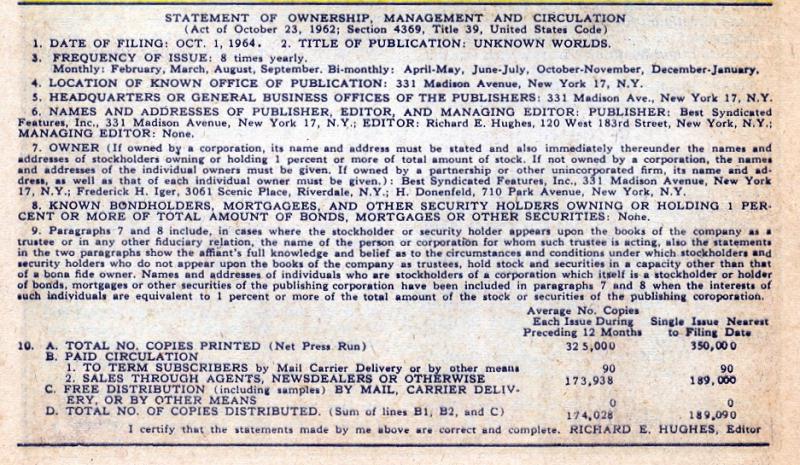 STATEMENT OF OWNERSHIP, MANAGEMENT AND CIRCULATION
(Act of October 23, 1962; Section 4369, Title 39, United States Code)
1. DATE OF FILING: OCT. 1, 1964. 2. TITLE OF PUBLICATION: UNKNOWN WORLDS.
3. FREQUENCY OF ISSUE: 8 times yearly.
Monthly: February, March, August, September. Bi-monthly: April-May, June-July, October-November, December-January.
4. LOCATION OF KNOWN OFFICE OF PUBLICATION: 331 Madison Avenue, New York 17, N.Y.
5. HEADQUARTERS OR GENERAL BUSINESS OFFICES OF THE PUBLISHERS: 331 Madison Ave., New York 17, N.Y.
6. NAMES AND ADDRESSES OF PUBLISHER, EDITOR, AND MANAGING EDITOR: PUBLISHER: Best Syndicated
Features, Inc., 331 Madison Avenue, New York 17, N.Y.; EDITOR: Richard E. Hughes, 120 West 183rd Street, New York, N.Y.;
MANAGING EDITOR: None.
7. OWNER (If owned by a corporation, its name and address must be stated and also immediately thereunder the names and
addresses of stockholders owning or holding 1 percent or more of total amount of stock. If not owned by a corporation, the names
and addresses of the individual owners must be given. If owned by a partnership or other unincorporated firm, its name and ad-
dress, as well as that of each individual owner must be given.): Best Syndicated Features, Inc., 331 Madison Avenue, New York
17, N.Y.; Frederick H. Iger, 3061 Scenic Place, Riverdale, N.Y.; H. Donenfeld, 710 Park Avenue, New York, N.Y.
8. KNOWN BONDHOLDERS, MORTGAGEES, AND OTHER SECURITY HOLDERS OWNING OR HOLDING 1 PER-
CENT OR MORE OF TOTAL AMOUNT OF BONDS, MORTGAGES OR OTHER SECURITIES: None.
9. Paragraphs 7 and 8 include, in cases where the stockholder or security holder appears upon the books of the company as a
trustee or in any other fiduciary relation, the name of the person or corporation for whom such trustee is acting, also the statements
in the two paragraphs show the affiant's full knowledge and belief as to the circumstances and conditions under which stockholders and
security holders who do not appear upon the books of the company as trustees, hold stock and securities in a capacity other than that
of a bona fide owner. Names and addresses of individuals who are stockholders of a corporation which itself is a stockholder or holder
of bonds, mortgages or other securities of the publishing corporation have been included in paragraphs 7 and 8 when the interests of
such individuals are equivalent to 1 percent or more of the total amount of the stock or securities of the publishing coroporation.
Average No. Copies
Each Issue During Single Issue Nearest
Preceding 12 Months to Filing Date
10. A. TOTAL NO. COPIES PRINTED (Net Press Run) 325,000 350,000
B. PAID CIRCULATION
1. TO TERM SUBSCRIBERS by Mail Carrier Delivery or by other means 90 90
2. SALES THROUGH AGENTS, NEWSDEALERS OR OTHERWISE 173,938 189,000
C. FREE DISTRIBUTION (including samples) BY MAIL, CARRIER DELIV-
ERY, OR BY OTHER MEANS 0 0
D. TOTAL NO. OF COPIES DISTRIBUTED. (Sum of lines B1, B2, and C) 174,028 189,090
I certify that the statements made by me above are correct and complete. RICHARD E. HUGHES, Editor